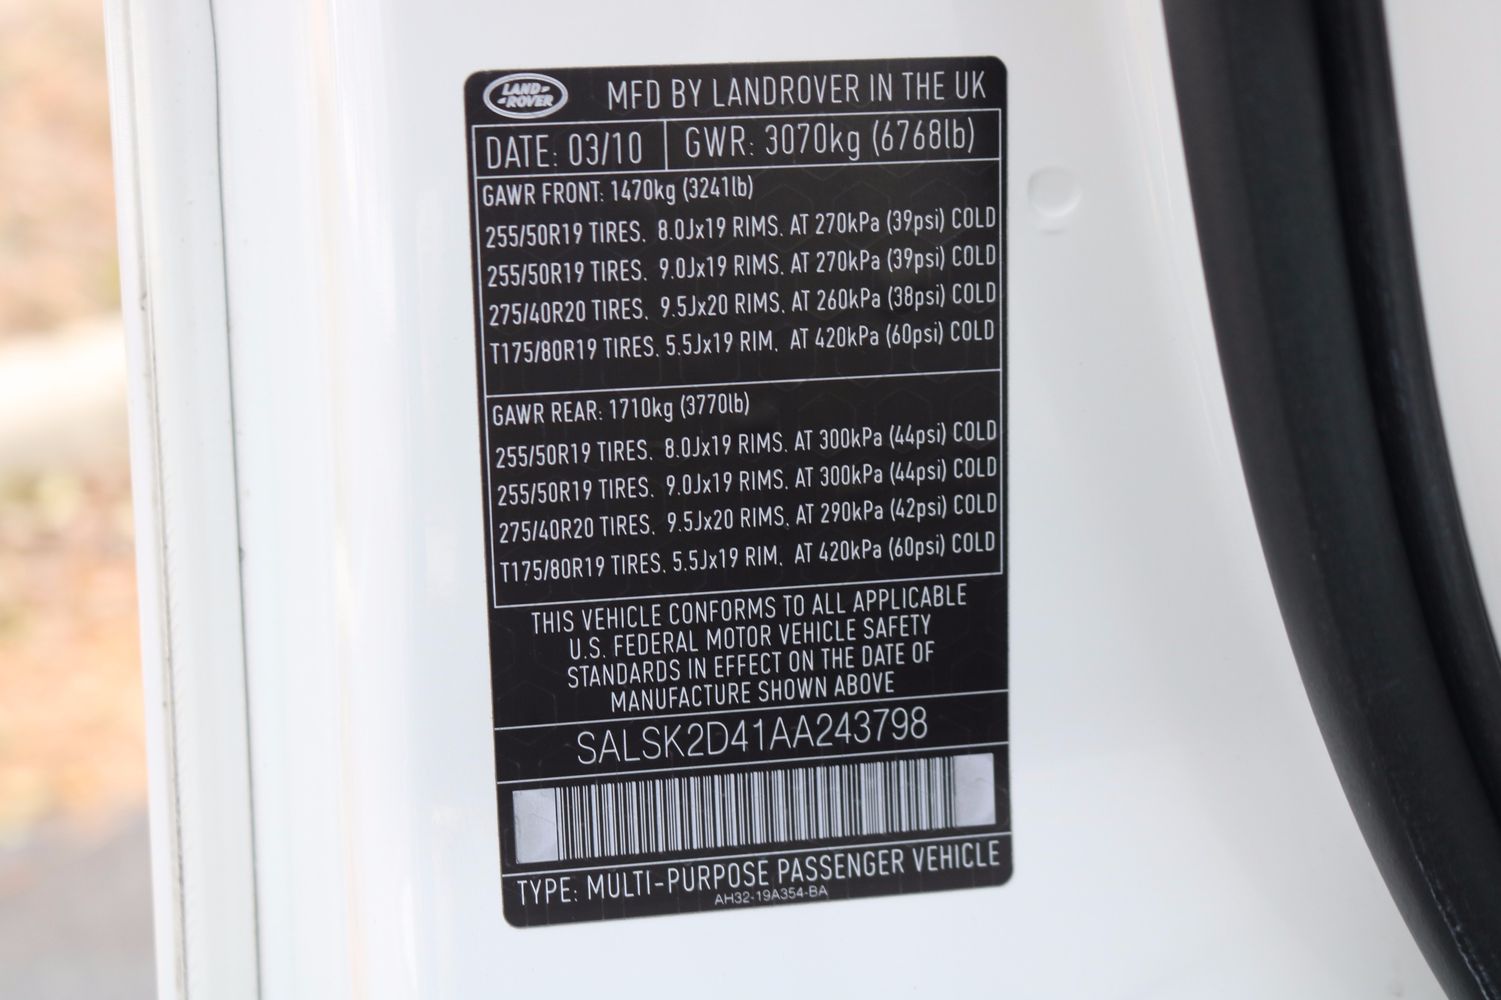 LAND-
-ROVER
MFD BY LANDROVER IN THE UK
DATE: 03/10 GWR: 3070kg (6768lb)
GAWR FRONT: 1470kg (3241lb)
255/50R19 TIRES. 8.0Jx19 RIMS. AT 270kPa (39psi) COLD
255/50R19 TIRES. 9.0Jx19 RIMS. AT 270kPa (39psi) COLD
275/40R20 TIRES. 9.5Jx20 RIMS. AT 260kPa (38psi) COLD
T175/80R19 TIRES. 5.5Jx19 RIM. AT 420kPa (60psi) COLD
GAWR REAR: 1710kg (3770lb)
255/50R19 TIRES. 8.0Jx19 RIMS. AT 300kPa (44psi) COLD
255/50R19 TIRES. 9.0Jx19 RIMS. AT 300kPa (44psi) COLD
275/40R20 TIRES. 9.5Jx20 RIMS. AT 290kPa (42psi) COLD
T175/80R19 TIRES. 5.5Jx19 RIM. AT 420kPa (60psi) COLD
THIS VEHICLE CONFORMS TO ALL APPLICABLE
U.S. FEDERAL MOTOR VEHICLE SAFETY
STANDARDS IN EFFECT ON THE DATE OF
MANUFACTURE SHOWN ABOVE
SALSK2D41AA243798
TYPE: MULTI-PURPOSE PASSENGER VEHICLE
AH32-19A354-BA